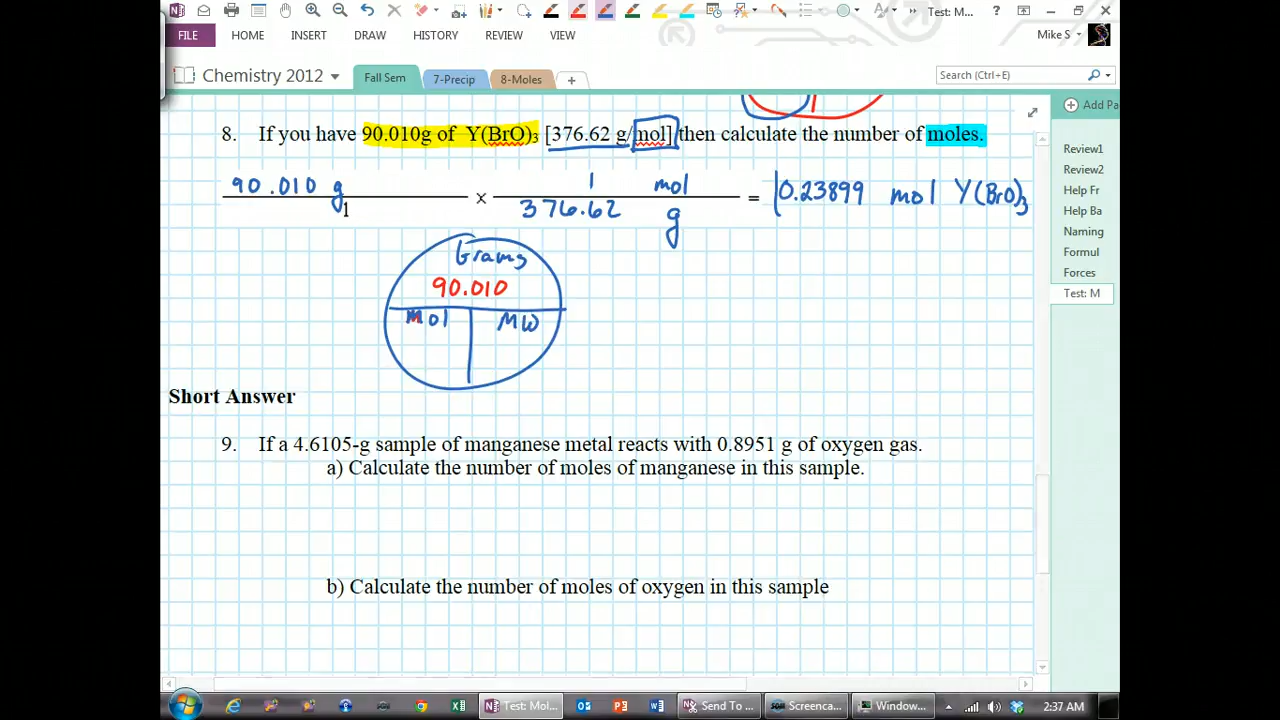 Test: M... ?
FILE HOME INSERT DRAW HISTORY REVIEW VIEW Mike S
Chemistry 2012 Fall Sem 7-Precip 8-Moles + Search (Ctrl+E)
Add Pa
8. If you have 90.010g of Y(BrO)₃ [376.62 g/mol] then calculate the number of moles.
90.010 g / 1 × 1 mol / 376.62 g = 0.23899 mol Y(BrO)₃
Grams
90.010
Mol MW
Short Answer
9. If a 4.6105-g sample of manganese metal reacts with 0.8951 g of oxygen gas.
a) Calculate the number of moles of manganese in this sample.
b) Calculate the number of moles of oxygen in this sample
Review1
Review2
Help Fr
Help Ba
Naming
Formul
Forces
Test: M
Test: Mol... Send To ... Screenca... Window... 2:37 AM